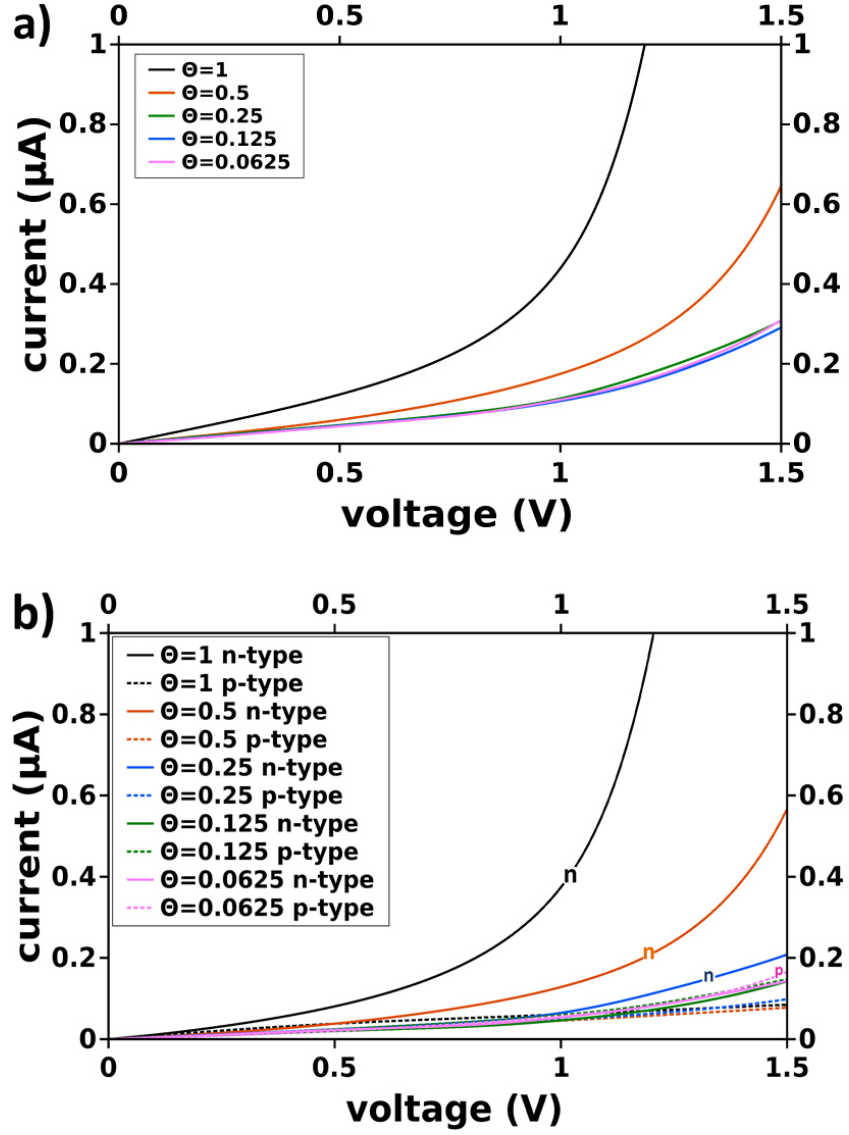 a)
0 0.5 1 1.5
1 1
Θ=1
Θ=0.5
Θ=0.25
Θ=0.125
Θ=0.0625
0.8 0.8
0.6 0.6
0.4 0.4
0.2 0.2
0 0
current (µA)
0 0.5 1 1.5
voltage (V)
b)
0 0.5 1 1.5
1 1
Θ=1 n-type
Θ=1 p-type
Θ=0.5 n-type
Θ=0.5 p-type
Θ=0.25 n-type
Θ=0.25 p-type
Θ=0.125 n-type
Θ=0.125 p-type
Θ=0.0625 n-type
Θ=0.0625 p-type
0.8 0.8
0.6 0.6
0.4 n 0.4
0.2 n n p 0.2
0 0
current (µA)
0 0.5 1 1.5
voltage (V)